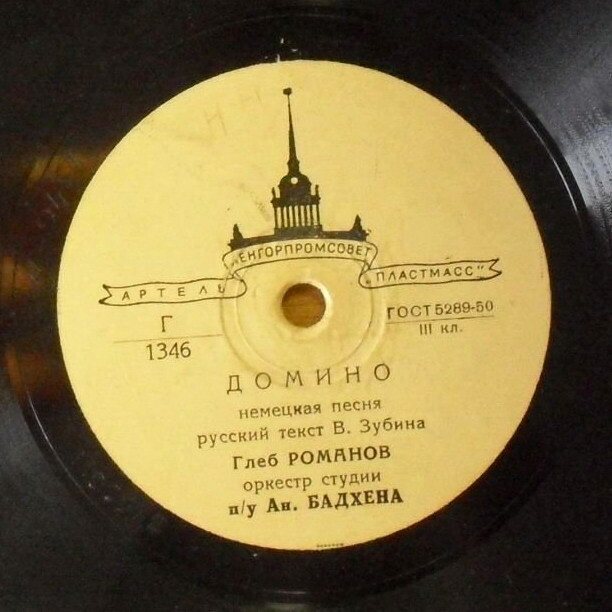 ЕНГОРПРОМСОВЕТ
АРТЕЛЬ
ПЛАСТМАСС"
Г
1346
ГОСТ 5289-50
III кл.
ДОМИНО
немецкая песня
русский текст В. Зубина
Глеб РОМАНОВ
оркестр студии
п/у Ан. БАДХЕНА